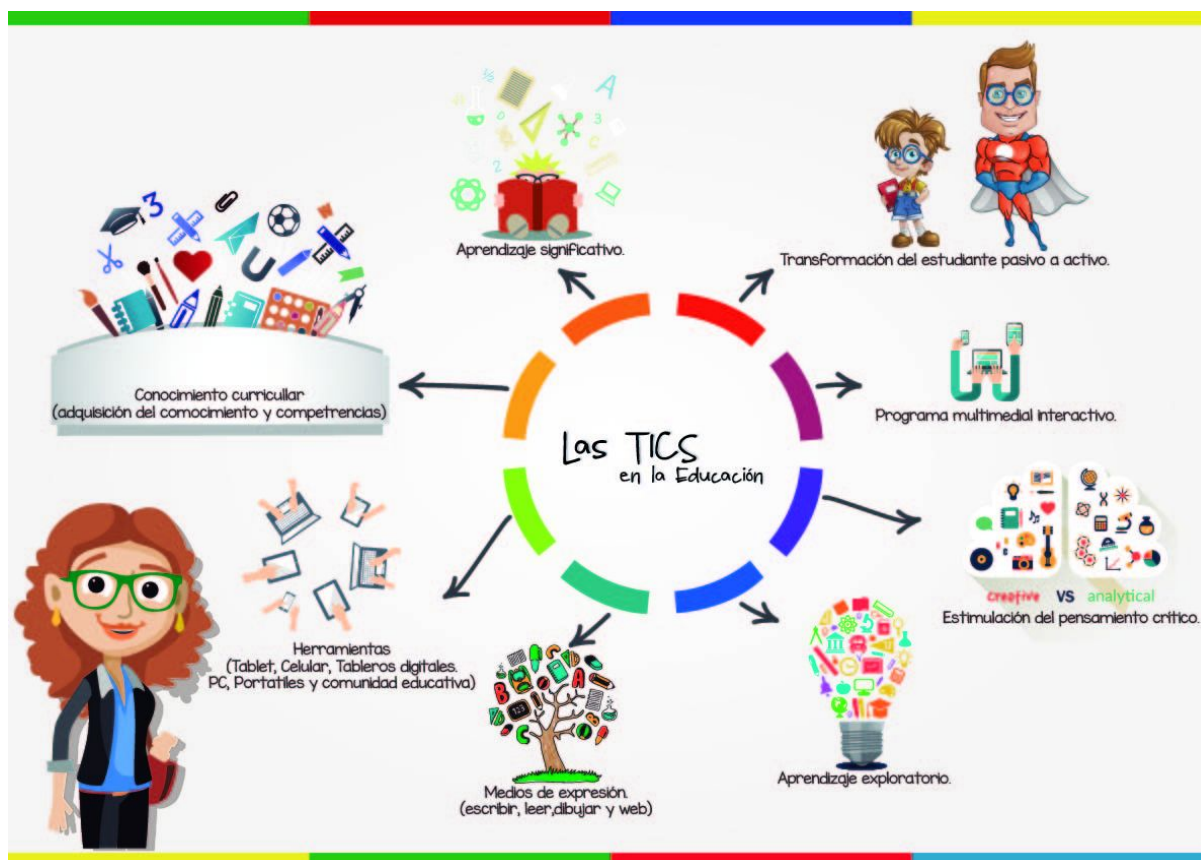 Las TICS
en la Educación
Aprendizaje significativo.
Transformación del estudiante pasivo a activo.
Programa multimedial interactivo.
creative VS analytical
Estimulación del pensamiento crítico.
Aprendizaje exploratorio.
Medios de expresión.
(escribir, leer,dibujar y web)
Herramientas
(Tablet, Celular, Tableros digitales.
PC, Portatiles y comunidad educativa)
Conocimiento curricullar
(adquisición del comocimiento y competrencias)